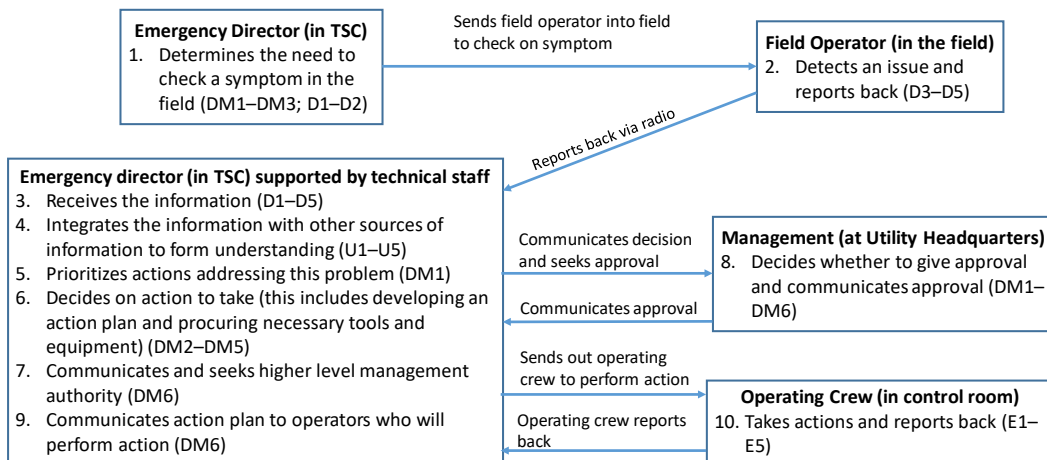 Emergency Director (in TSC)
1. Determines the need to
check a symptom in the
field (DM1–DM3; D1–D2)
Sends field operator into field
to check on symptom
Field Operator (in the field)
2. Detects an issue and
reports back (D3–D5)
Reports back via radio
Emergency director (in TSC) supported by technical staff
3. Receives the information (D1–D5)
4. Integrates the information with other sources of
information to form understanding (U1–U5)
5. Prioritizes actions addressing this problem (DM1)
6. Decides on action to take (this includes developing an
action plan and procuring necessary tools and
equipment) (DM2–DM5)
7. Communicates and seeks higher level management
authority (DM6)
9. Communicates action plan to operators who will
perform action (DM6)
Communicates decision
and seeks approval
Communicates approval
Management (at Utility Headquarters)
8. Decides whether to give approval
and communicates approval (DM1–
DM6)
Sends out operating
crew to perform action
Operating crew reports
back
Operating Crew (in control room)
10. Takes actions and reports back (E1–
E5)